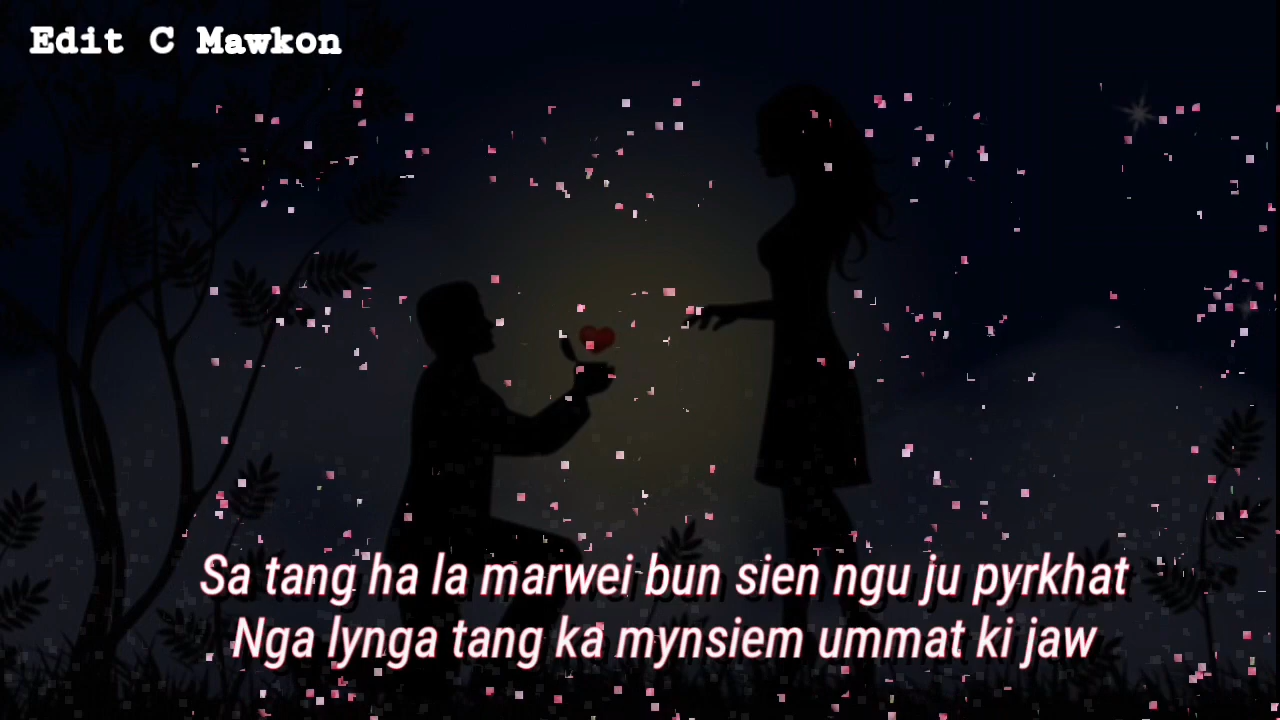 Edit C Mawkon
Sa tang ha la marwei bun sien ngu ju pyrkhat
Nga lynga tang ka mynsiem ummat ki jaw